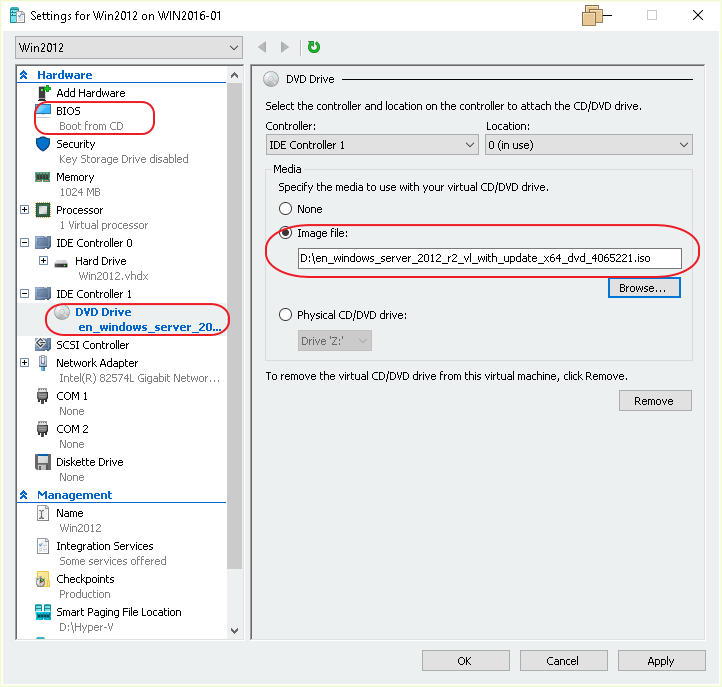 Settings for Win2012 on WIN2016-01
Win2012
Hardware
Add Hardware
BIOS
Boot from CD
Security
Key Storage Drive disabled
Memory
1024 MB
Processor
1 Virtual processor
IDE Controller 0
Hard Drive
Win2012.vhdx
IDE Controller 1
DVD Drive
en_windows_server_20...
SCSI Controller
Network Adapter
Intel(R) 82574L Gigabit Networ...
COM 1
None
COM 2
None
Diskette Drive
None
Management
Name
Win2012
Integration Services
Some services offered
Checkpoints
Production
Smart Paging File Location
D:\Hyper-V
DVD Drive
Select the controller and location on the controller to attach the CD/DVD drive.
Controller:
Location:
IDE Controller 1
0 (in use)
Media
Specify the media to use with your virtual CD/DVD drive.
None
Image file:
D:\en_windows_server_2012_r2_vl_with_update_x64_dvd_4065221.iso
Browse...
Physical CD/DVD drive:
Drive 'Z:'
To remove the virtual CD/DVD drive from this virtual machine, click Remove.
Remove
OK
Cancel
Apply